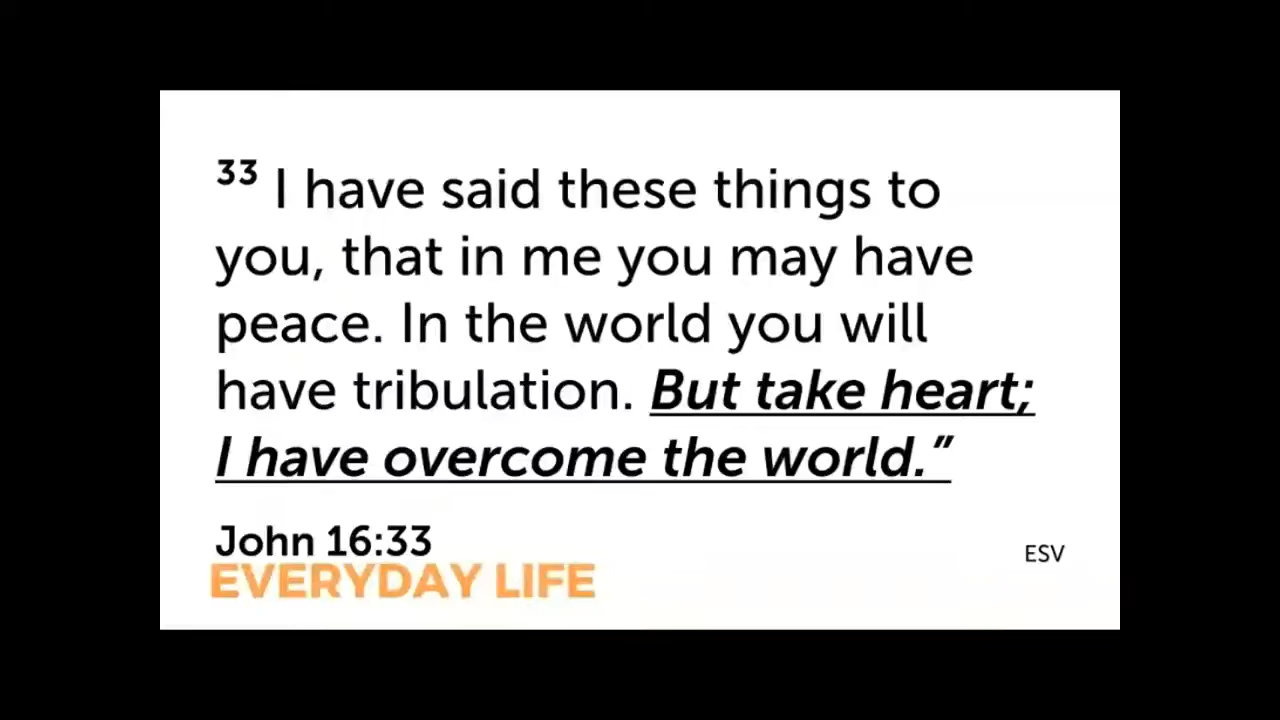 33 I have said these things to
you, that in me you may have
peace. In the world you will
have tribulation. But take heart;
I have overcome the world.”
John 16:33
ESV
EVERYDAY LIFE